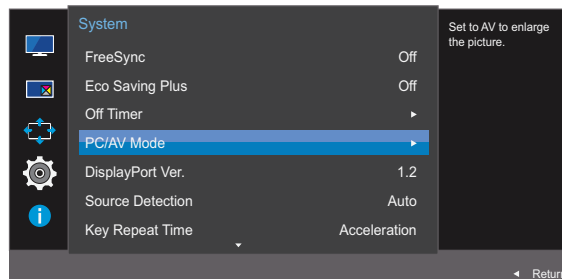 System
FreeSync Off
Eco Saving Plus Off
Off Timer
PC/AV Mode
DisplayPort Ver. 1.2
Source Detection Auto
Key Repeat Time Acceleration
Set to AV to enlarge
the picture.
Return